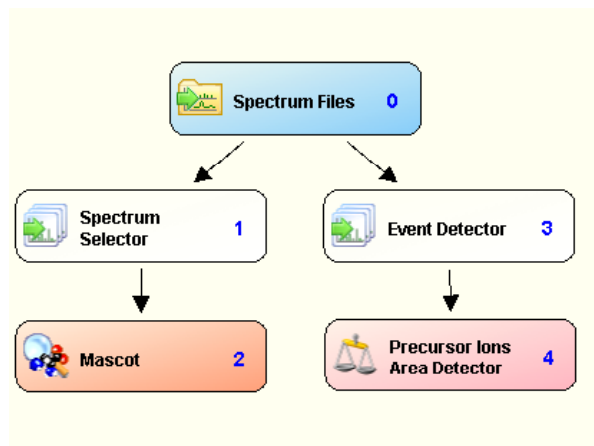 Spectrum Files 0
Spectrum
Selector 1
Event Detector 3
Mascot 2
Precursor Ions
Area Detector 4